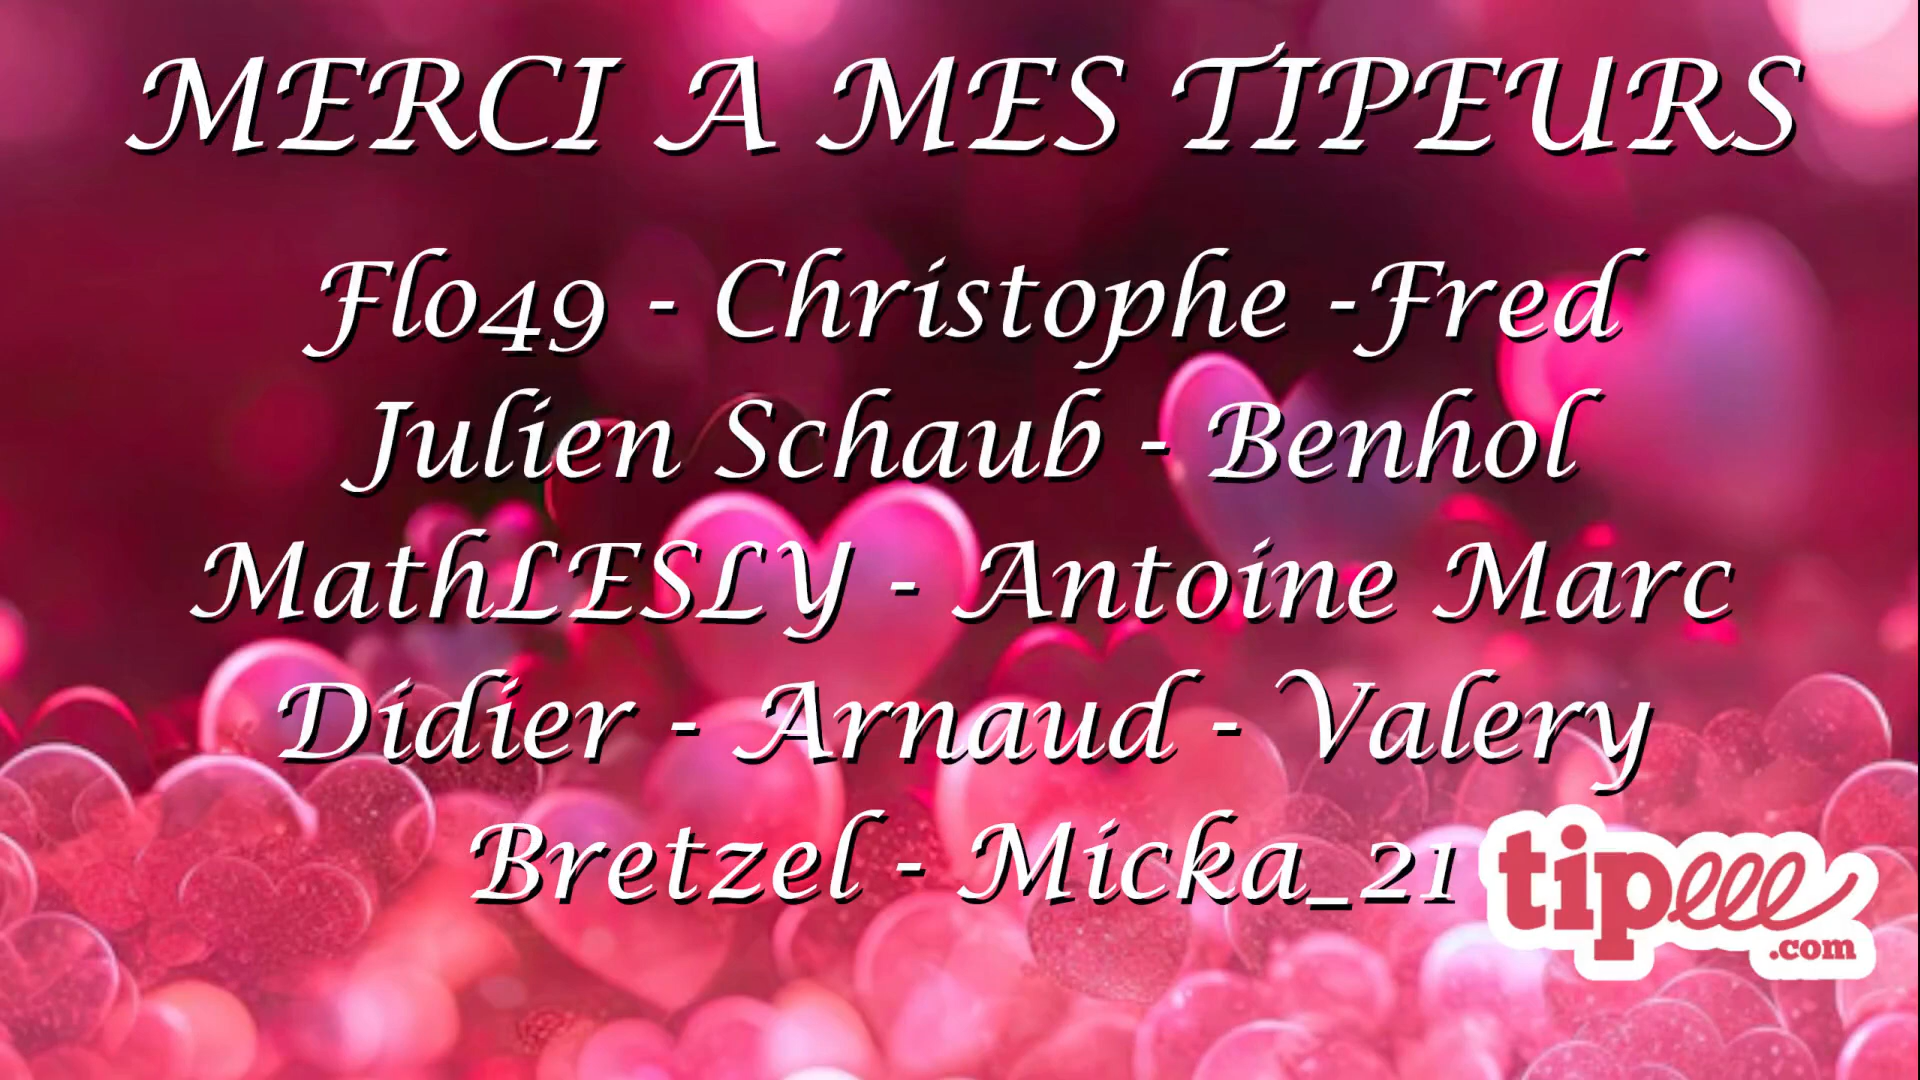 MERCI A MES TIPEURS
Flo49 - Christophe -Fred
Julien Schaub - Benhol
MathLESLY - Antoine Marc
Didier - Arnaud - Valery
Bretzel - Micka_21
tipeee
.com